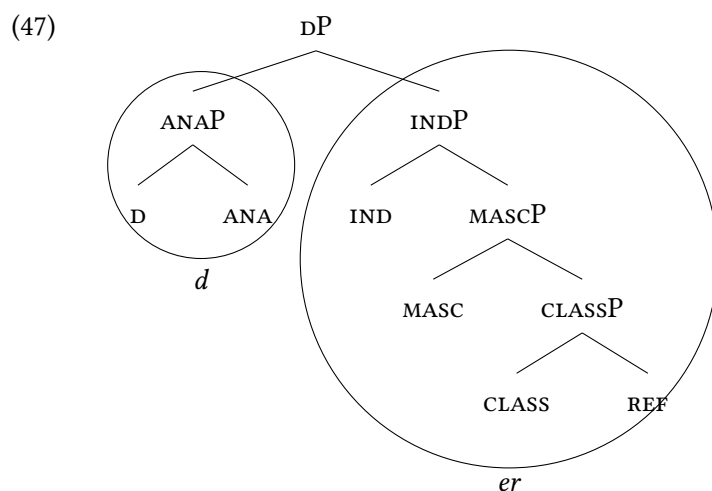 (47)
DP
ANAP INDP
D ANA IND MASCP
d
MASC CLASSP
CLASS REF
er